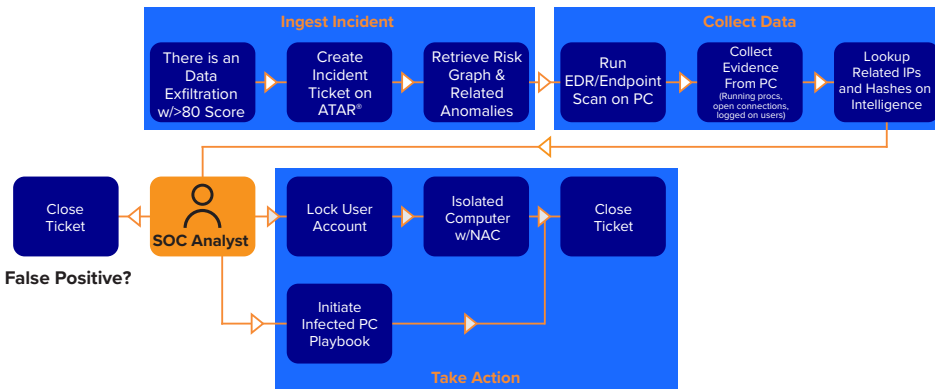 Ingest Incident
Collect Data
There is an
Data
Exfiltration
w/>80 Score
Create
Incident
Ticket on
ATAR®
Retrieve Risk
Graph &
Related
Anomalies
Run
EDR/Endpoint
Scan on PC
Collect
Evidence
From PC
(Running procs,
open connections,
logged on users)
Lookup
Related IPs
and Hashes on
Intelligence
Close
Ticket
False Positive?
SOC Analyst
Lock User
Account
Isolated
Computer
w/NAC
Close
Ticket
Initiate
Infected PC
Playbook
Take Action